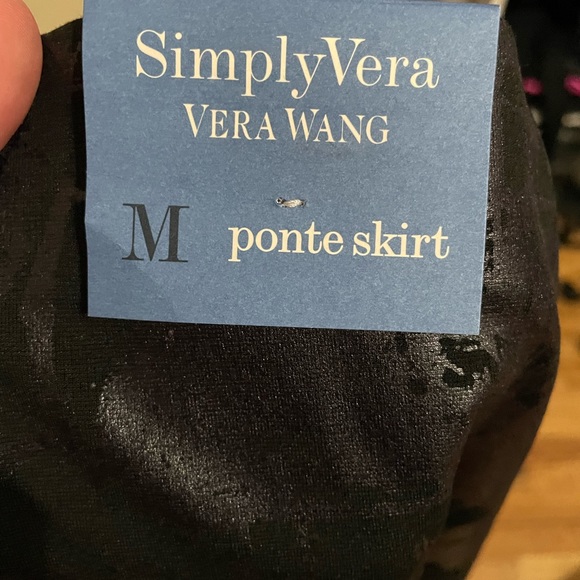 SimplyVera
VERA WANG
M ponte skirt